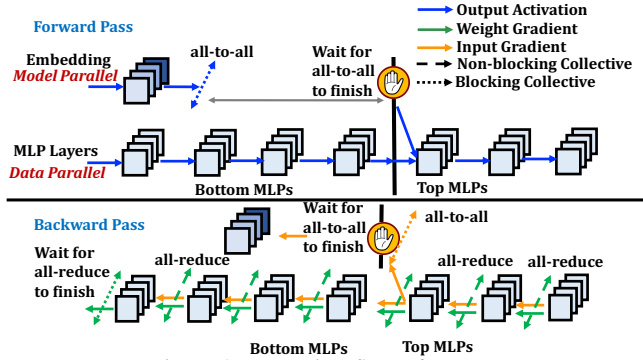 Forward Pass
Output Activation
Weight Gradient
Input Gradient
Non-blocking Collective
Blocking Collective
Embedding
Model Parallel
all-to-all
Wait for
all-to-all
to finish
MLP Layers
Data Parallel
Bottom MLPs
Top MLPs
Backward Pass
Wait for
all-to-all
to finish
all-to-all
Wait for
all-reduce
to finish
all-reduce
all-reduce
all-reduce
Bottom MLPs
Top MLPs